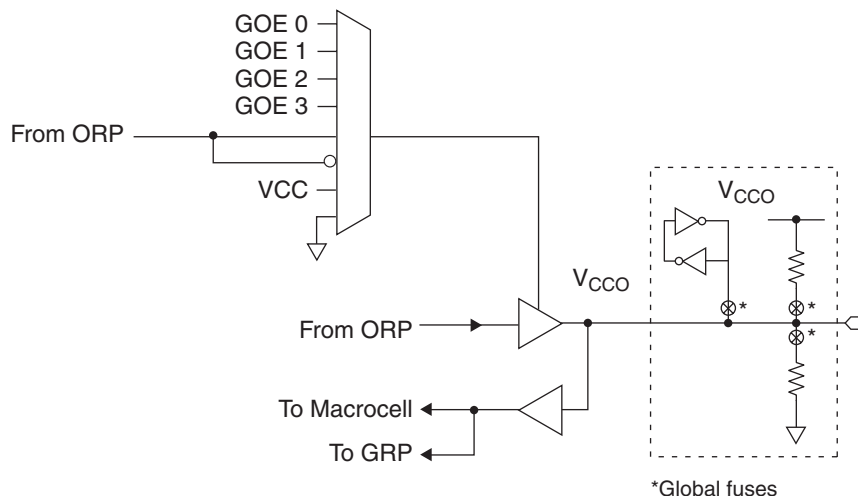 GOE 0
GOE 1
GOE 2
GOE 3
From ORP
VCC
VCCO
VCCO
*
*
*
From ORP
To Macrocell
To GRP
*Global fuses